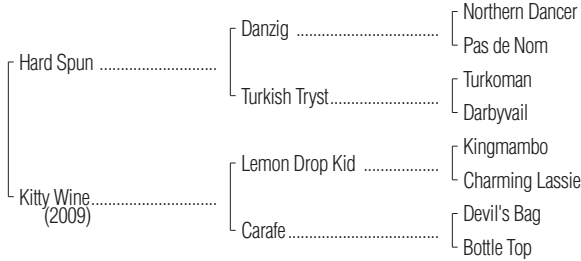 Northern Dancer
Danzig ..................................
Pas de Nom
Hard Spun ...........................
Turkoman
Turkish Tryst..........................
Darbyvail
Kingmambo
Lemon Drop Kid .................
Charming Lassie
Kitty Wine.............................
(2009)
Devil's Bag
Carafe...................................
Bottle Top